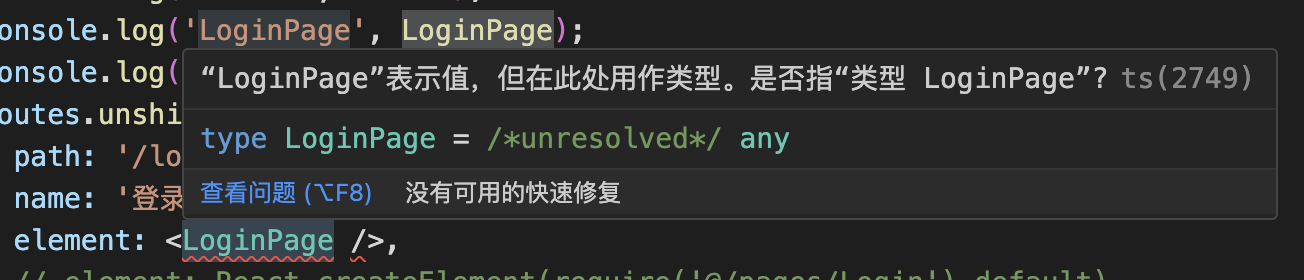 onsole.log('LoginPage', LoginPage);
onsole.log(
“LoginPage”表示值，但在此处用作类型。是否指“类型 LoginPage”? ts(2749)
outes.unshi
type LoginPage = /*unresolved*/ any
path: '/lo
name: '登录
查看问题 (⌥F8) 没有可用的快速修复
element: <LoginPage />,
// element: React.createElement(require('@/pages/Login').default)